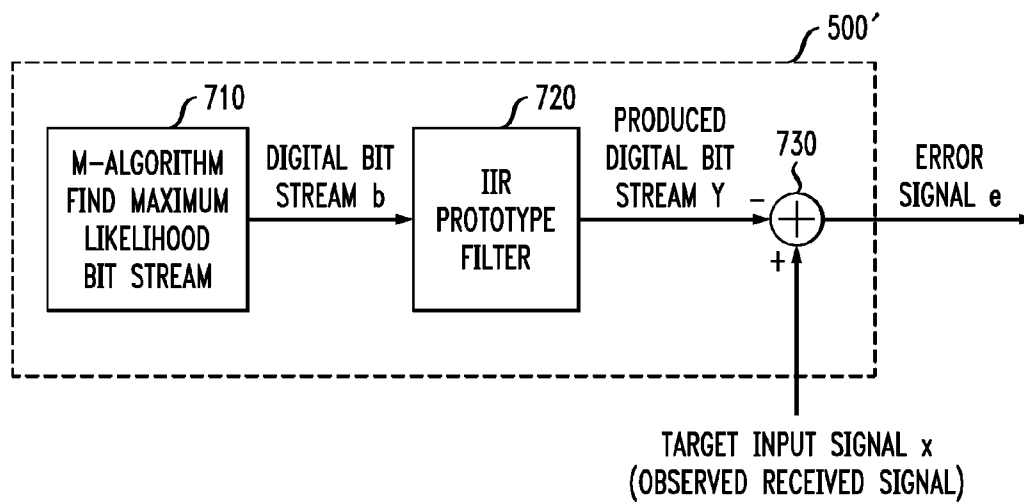 500′
710
720
730
M-ALGORITHM
FIND MAXIMUM
LIKELIHOOD
BIT STREAM
DIGITAL BIT
STREAM b
IIR
PROTOTYPE
FILTER
PRODUCED
DIGITAL BIT
STREAM Y
-
+
+
ERROR
SIGNAL e
TARGET INPUT SIGNAL x
(OBSERVED RECEIVED SIGNAL)